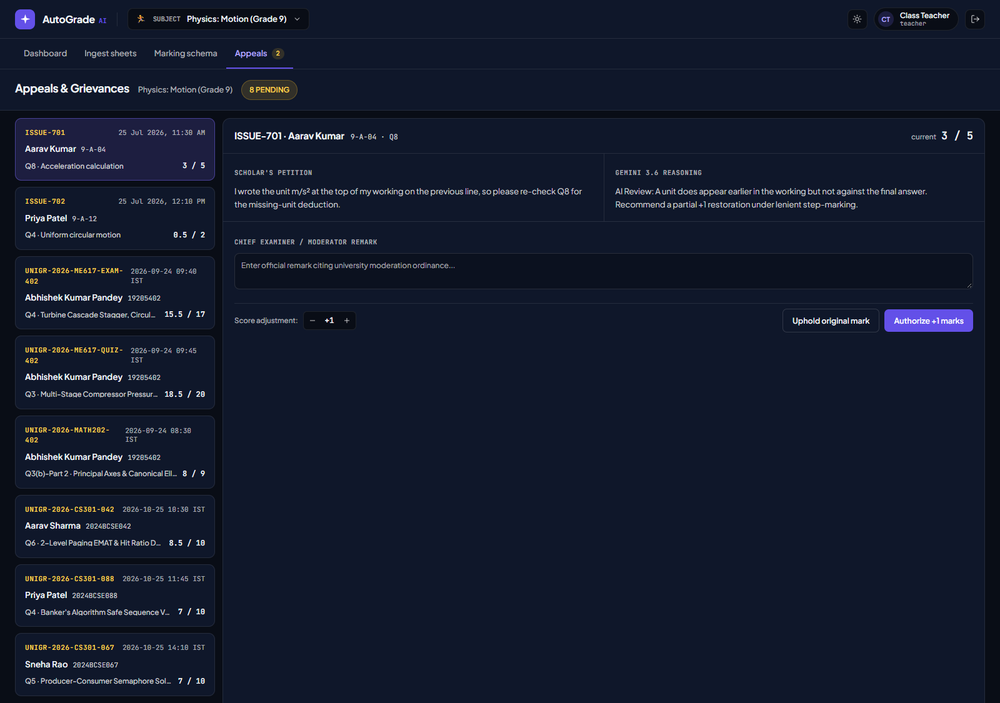 AutoGrade AI
SUBJECT Physics: Motion (Grade 9)
CT Class Teacher
teacher
Dashboard Ingest sheets Marking schema Appeals 2
Appeals & Grievances Physics: Motion (Grade 9) 8 PENDING
ISSUE-701 25 Jul 2026, 11:30 AM
Aarav Kumar 9-A-04
Q8 · Acceleration calculation 3 / 5
ISSUE-702 25 Jul 2026, 12:10 PM
Priya Patel 9-A-12
Q4 · Uniform circular motion 0.5 / 2
UNIGR-2026-ME617-EXAM-402 2026-09-24 09:40 IST
Abhishek Kumar Pandey 19205402
Q4 · Turbine Cascade Stagger, Circul... 15.5 / 17
UNIGR-2026-ME617-QUIZ-402 2026-09-24 09:45 IST
Abhishek Kumar Pandey 19205402
Q3 · Multi-Stage Compressor Pressur... 18.5 / 20
UNIGR-2026-MATH202-402 2026-09-24 08:30 IST
Abhishek Kumar Pandey 19205402
Q3(b)-Part 2 · Principal Axes & Canonical Ell... 8 / 9
UNIGR-2026-CS301-042 2026-10-25 10:30 IST
Aarav Sharma 2024BCSE042
Q6 · 2-Level Paging EMAT & Hit Ratio D... 8.5 / 10
UNIGR-2026-CS301-088 2026-10-25 11:45 IST
Priya Patel 2024BCSE088
Q4 · Banker's Algorithm Safe Sequence V... 7 / 10
UNIGR-2026-CS301-067 2026-10-25 14:10 IST
Sneha Rao 2024BCSE067
Q5 · Producer-Consumer Semaphore Sol... 7 / 10
ISSUE-701 · Aarav Kumar 9-A-04 · Q8 current 3 / 5
SCHOLAR'S PETITION
I wrote the unit m/s² at the top of my working on the previous line, so please re-check Q8 for
the missing-unit deduction.
GEMINI 3.6 REASONING
AI Review: A unit does appear earlier in the working but not against the final answer.
Recommend a partial +1 restoration under lenient step-marking.
CHIEF EXAMINER / MODERATOR REMARK
Enter official remark citing university moderation ordinance...
Score adjustment: − +1 + Uphold original mark Authorize +1 marks